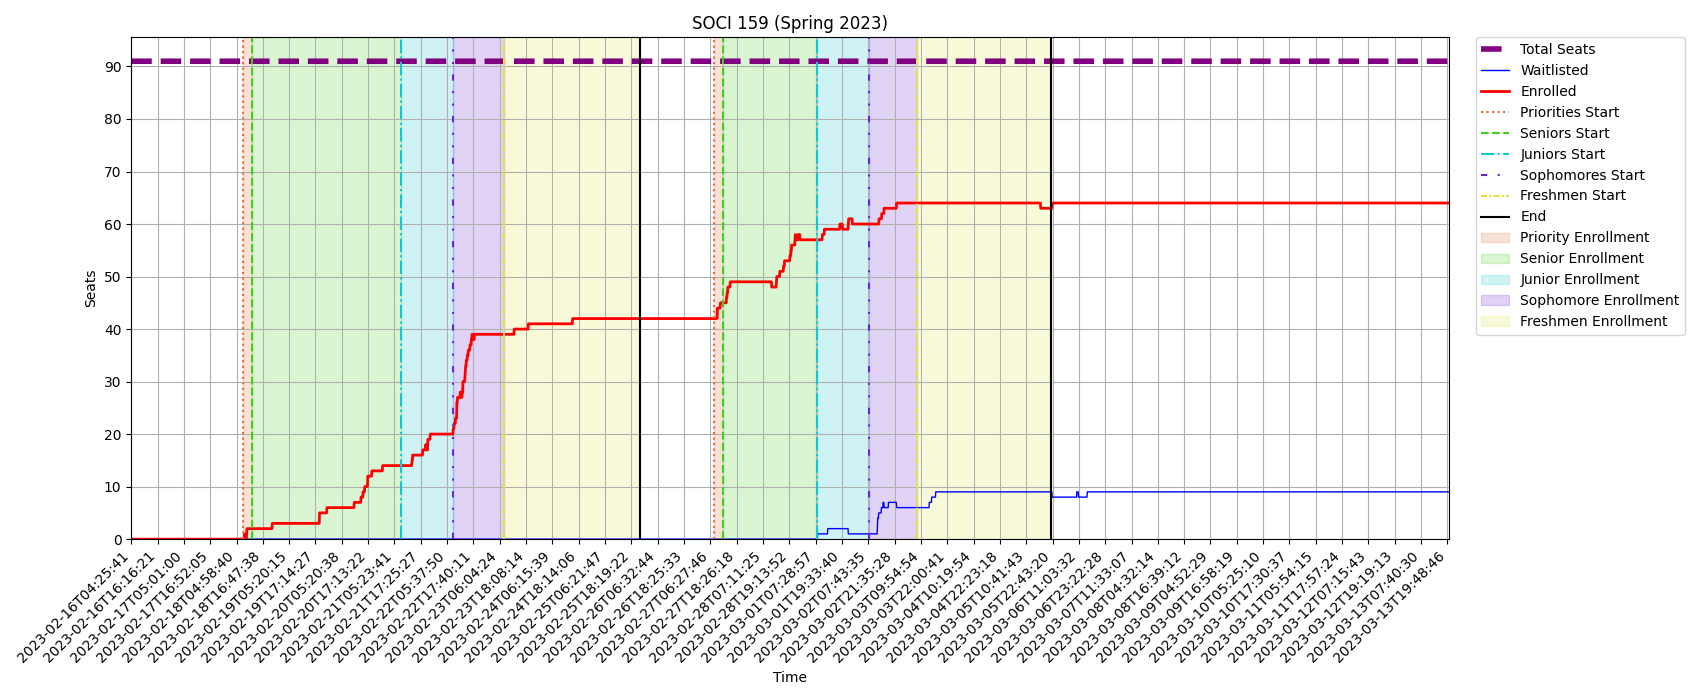 SOCI 159 (Spring 2023)
Seats
90
80
70
60
50
40
30
20
10
0
2023-02-16T04:25:41
2023-02-16T16:16:21
2023-02-17T05:01:00
2023-02-17T16:52:05
2023-02-18T04:58:40
2023-02-18T16:47:38
2023-02-19T05:20:15
2023-02-19T17:14:27
2023-02-20T05:20:38
2023-02-20T17:13:22
2023-02-21T05:23:41
2023-02-21T17:25:27
2023-02-22T05:37:50
2023-02-22T17:40:11
2023-02-23T06:04:24
2023-02-23T18:08:14
2023-02-24T06:15:39
2023-02-24T18:14:06
2023-02-25T06:21:47
2023-02-25T18:19:22
2023-02-26T06:32:44
2023-02-26T18:25:33
2023-02-27T06:27:46
2023-02-27T18:26:18
2023-02-28T07:11:25
2023-02-28T19:13:52
2023-03-01T07:28:57
2023-03-01T19:33:40
2023-03-02T07:43:35
2023-03-02T21:35:28
2023-03-03T09:54:54
2023-03-03T22:00:41
2023-03-04T10:19:54
2023-03-04T22:23:18
2023-03-05T10:41:43
2023-03-05T22:43:20
2023-03-06T11:03:32
2023-03-06T23:22:28
2023-03-07T11:33:07
2023-03-08T04:32:14
2023-03-08T16:39:12
2023-03-09T04:52:29
2023-03-09T16:58:19
2023-03-10T05:25:10
2023-03-10T17:30:37
2023-03-11T05:54:15
2023-03-11T17:57:24
2023-03-12T07:15:43
2023-03-12T19:19:13
2023-03-13T07:40:30
2023-03-13T19:48:46
Time
Total Seats
Waitlisted
Enrolled
Priorities Start
Seniors Start
Juniors Start
Sophomores Start
Freshmen Start
End
Priority Enrollment
Senior Enrollment
Junior Enrollment
Sophomore Enrollment
Freshmen Enrollment